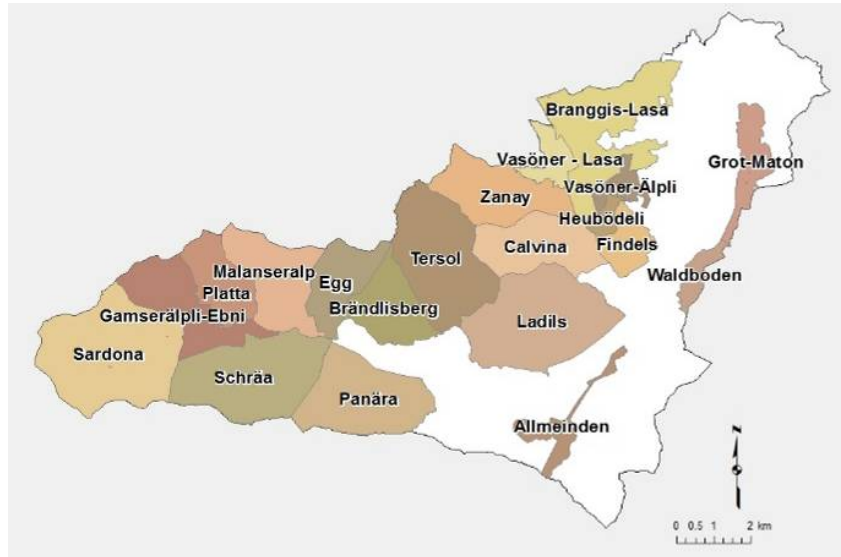 Branggis-Lasa
Vasöner - Lasa
Grot-Maton
Zanay
Vasöner-Älpli
Heubödeli
Calvina
Findels
Tersol
Malanseralp
Egg
Waldboden
Platta
Brändlisberg
Gamserälpli-Ebni
Ladils
Sardona
Schräa
Panära
Allmeinden
N
0 0.5 1 2 km